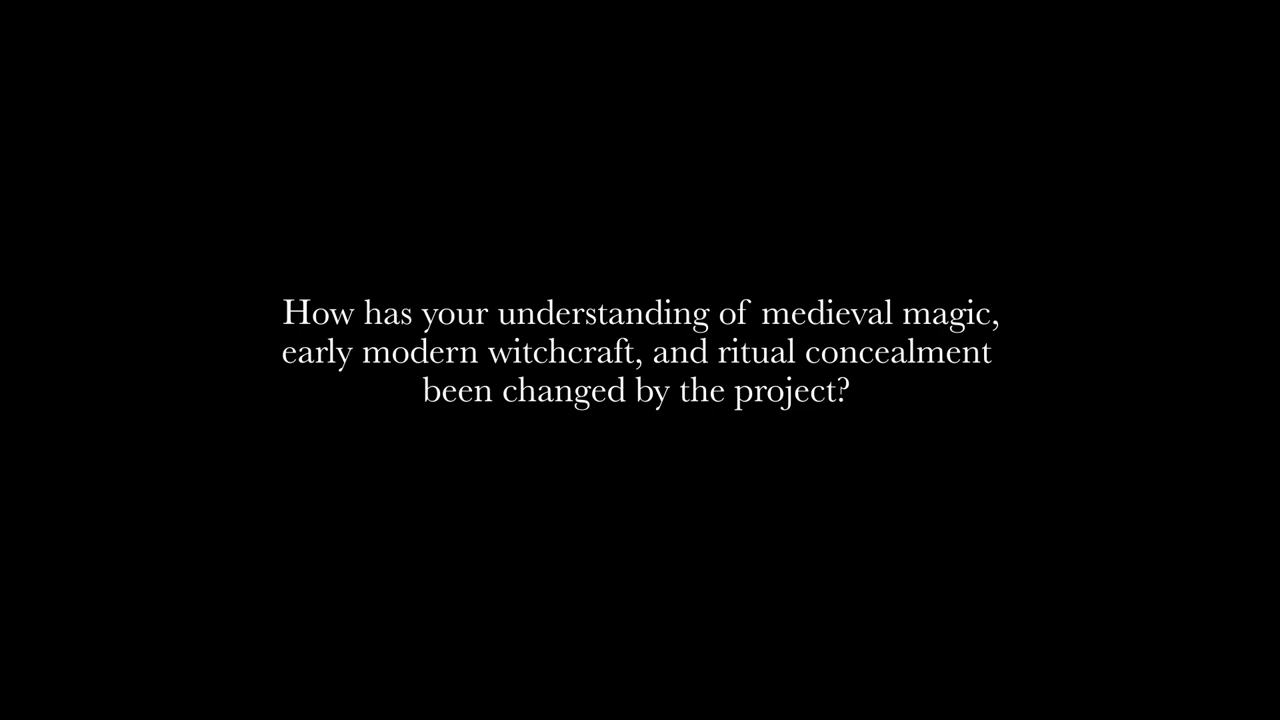 How has your understanding of medieval magic,
early modern witchcraft, and ritual concealment
been changed by the project?